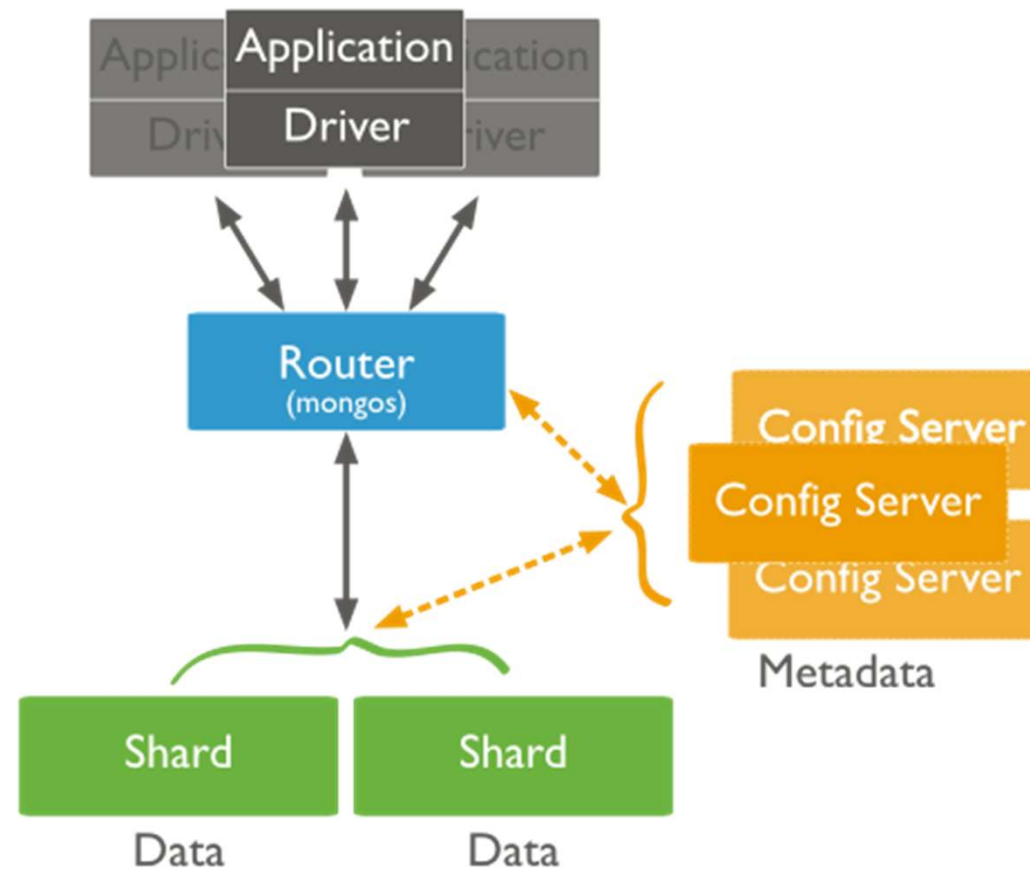 Application
Driver
Router
(mongos)
Config Server
Config Server
Config Server
Metadata
Shard
Shard
Data
Data